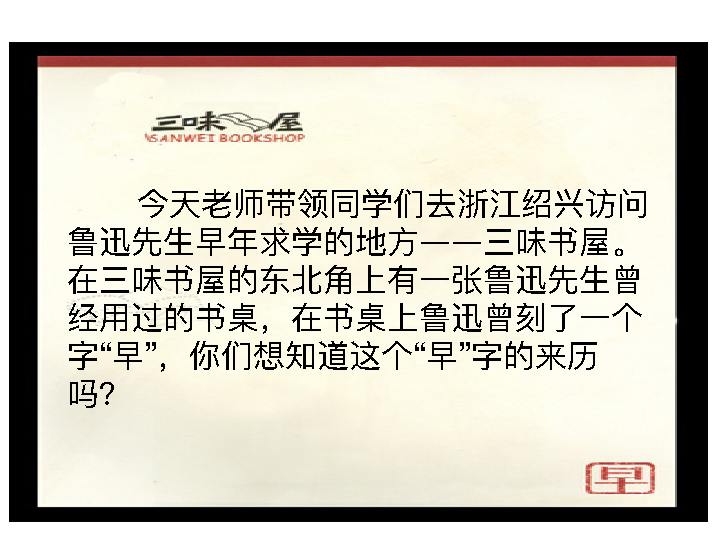 三味书屋
SANWEI BOOKSHOP
今天老师带领同学们去浙江绍兴访问
鲁迅先生早年求学的地方——三味书屋。
在三味书屋的东北角上有一张鲁迅先生曾
经用过的书桌，在书桌上鲁迅曾刻了一个
字“早”，你们想知道这个“早”字的来历
吗？
早